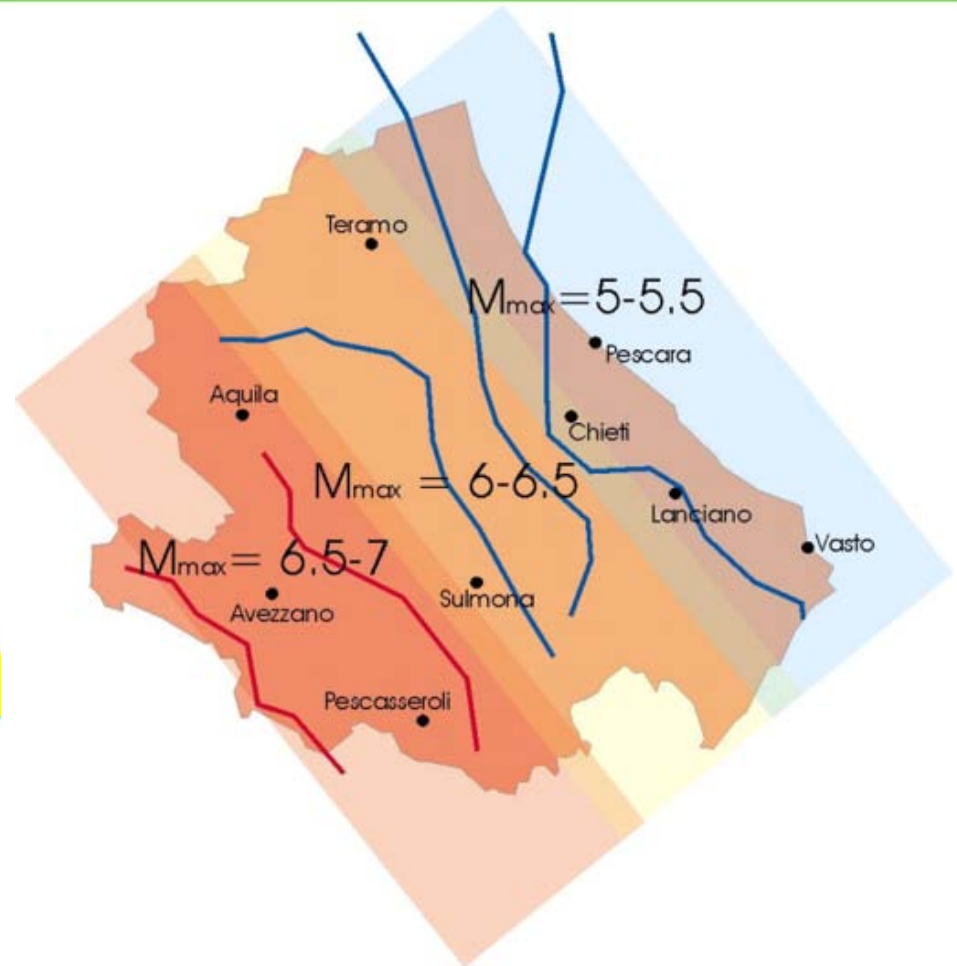 Teramo
Mmax=5-5.5
Pescara
Aquila
Chieti
Mmax = 6-6.5
Lanciano
Vasto
Mmax= 6.5-7
Sulmona
Avezzano
Pescasseroli